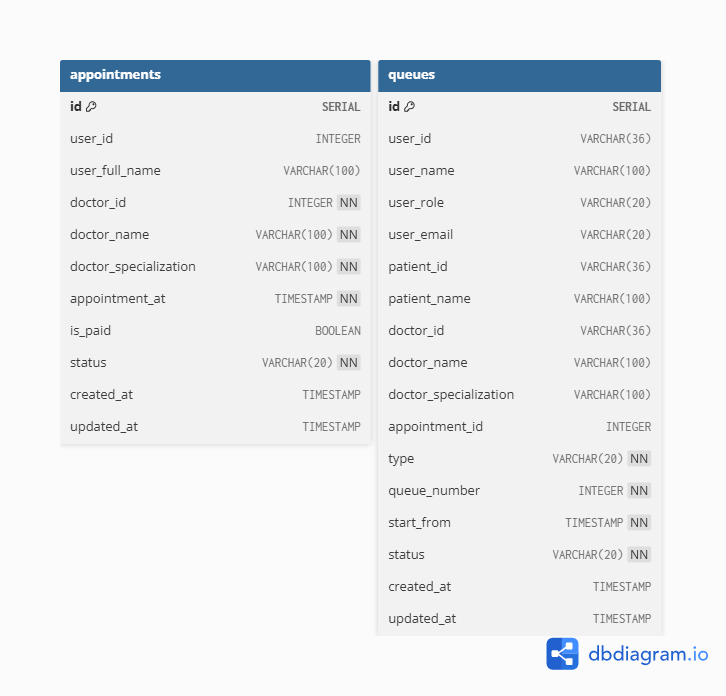 appointments
id SERIAL
user_id INTEGER
user_full_name VARCHAR(100)
doctor_id INTEGER NN
doctor_name VARCHAR(100) NN
doctor_specialization VARCHAR(100) NN
appointment_at TIMESTAMP NN
is_paid BOOLEAN
status VARCHAR(20) NN
created_at TIMESTAMP
updated_at TIMESTAMP
queues
id SERIAL
user_id VARCHAR(36)
user_name VARCHAR(100)
user_role VARCHAR(20)
user_email VARCHAR(20)
patient_id VARCHAR(36)
patient_name VARCHAR(100)
doctor_id VARCHAR(36)
doctor_name VARCHAR(100)
doctor_specialization VARCHAR(100)
appointment_id INTEGER
type VARCHAR(20) NN
queue_number INTEGER NN
start_from TIMESTAMP NN
status VARCHAR(20) NN
created_at TIMESTAMP
updated_at TIMESTAMP
dbdiagram.io